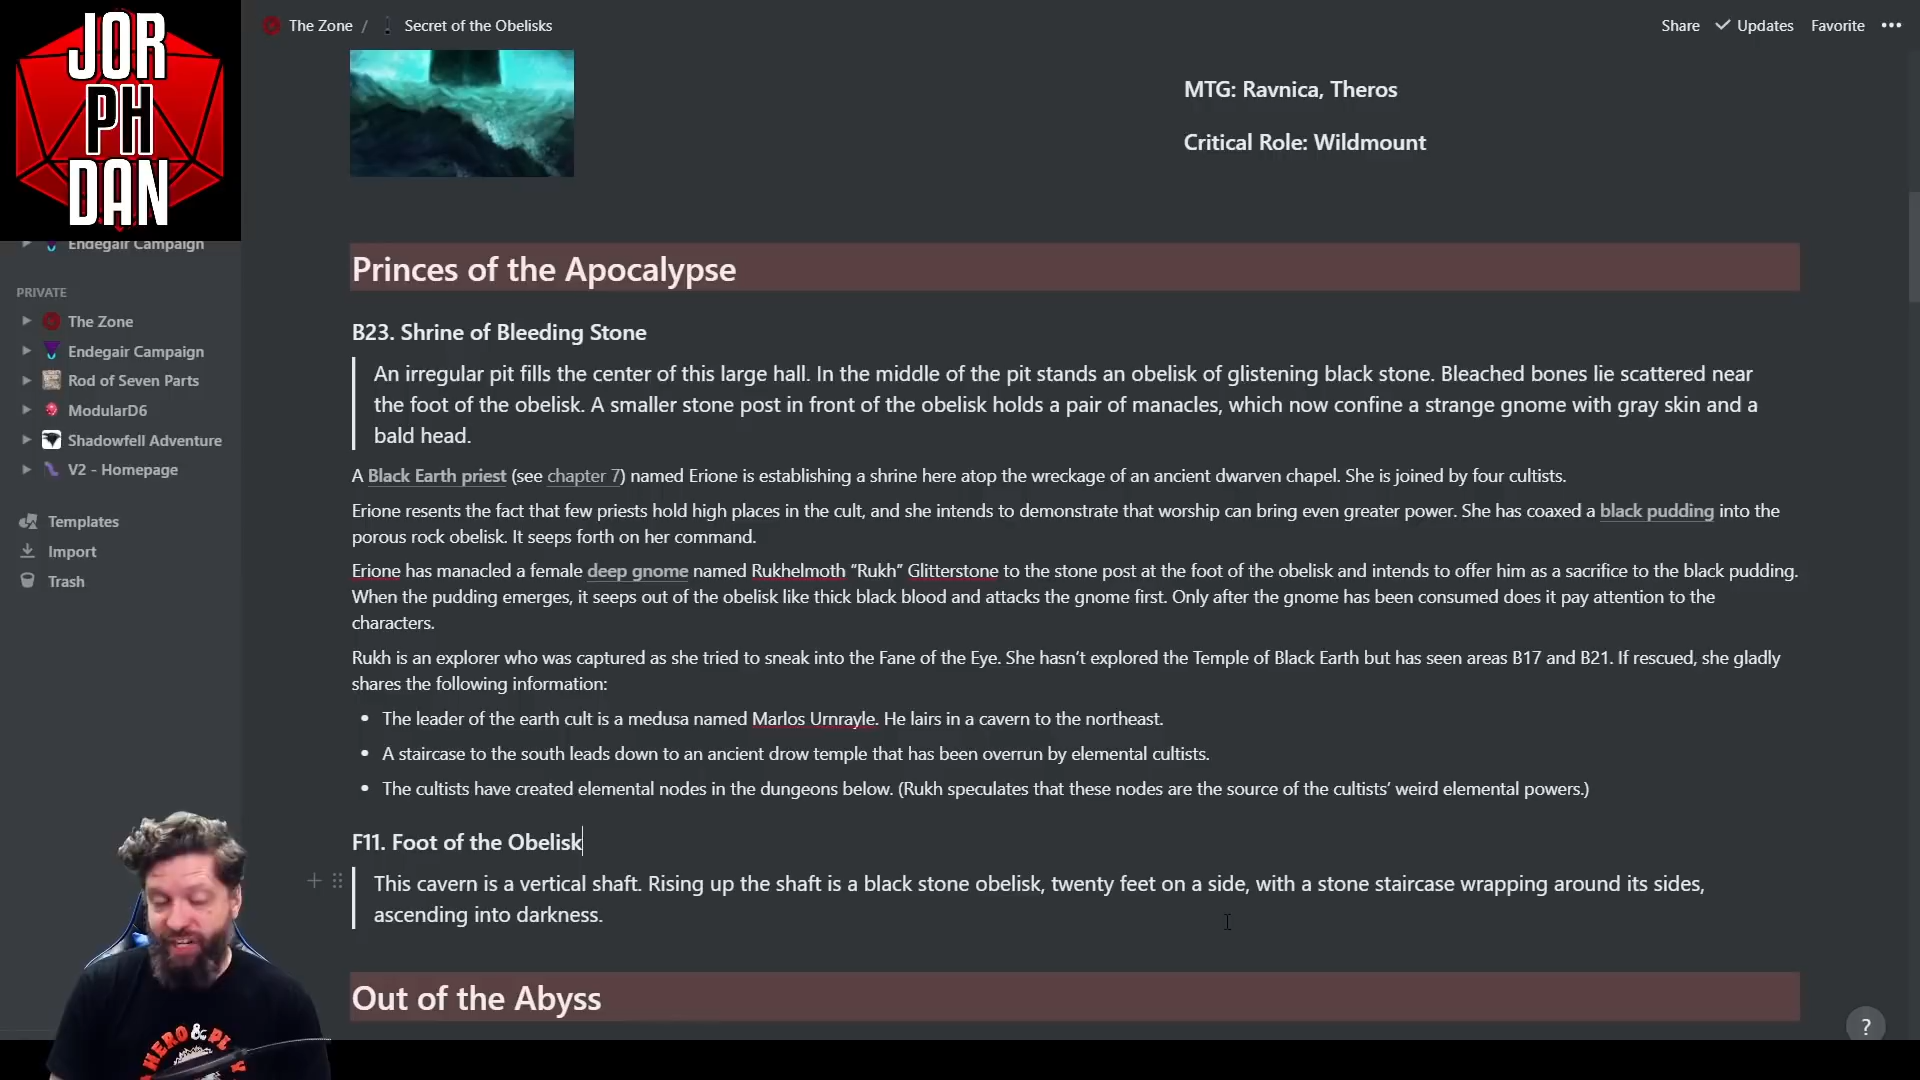 JOR
PH
DAN
The Zone / Secret of the Obelisks
Share Updates Favorite •••
MTG: Ravnica, Theros
Critical Role: Wildmount
Endegair Campaign
PRIVATE
The Zone
Endegair Campaign
Rod of Seven Parts
ModularD6
Shadowfell Adventure
V2 - Homepage
Templates
Import
Trash
Princes of the Apocalypse
B23. Shrine of Bleeding Stone
An irregular pit fills the center of this large hall. In the middle of the pit stands an obelisk of glistening black stone. Bleached bones lie scattered near
the foot of the obelisk. A smaller stone post in front of the obelisk holds a pair of manacles, which now confine a strange gnome with gray skin and a
bald head.
A Black Earth priest (see chapter 7) named Erione is establishing a shrine here atop the wreckage of an ancient dwarven chapel. She is joined by four cultists.
Erione resents the fact that few priests hold high places in the cult, and she intends to demonstrate that worship can bring even greater power. She has coaxed a black pudding into the
porous rock obelisk. It seeps forth on her command.
Erione has manacled a female deep gnome named Rukhelmoth "Rukh" Glitterstone to the stone post at the foot of the obelisk and intends to offer him as a sacrifice to the black pudding.
When the pudding emerges, it seeps out of the obelisk like thick black blood and attacks the gnome first. Only after the gnome has been consumed does it pay attention to the
characters.
Rukh is an explorer who was captured as she tried to sneak into the Fane of the Eye. She hasn't explored the Temple of Black Earth but has seen areas B17 and B21. If rescued, she gladly
shares the following information:
• The leader of the earth cult is a medusa named Marlos Urnrayle. He lairs in a cavern to the northeast.
• A staircase to the south leads down to an ancient drow temple that has been overrun by elemental cultists.
• The cultists have created elemental nodes in the dungeons below. (Rukh speculates that these nodes are the source of the cultists' weird elemental powers.)
F11. Foot of the Obelisk
This cavern is a vertical shaft. Rising up the shaft is a black stone obelisk, twenty feet on a side, with a stone staircase wrapping around its sides,
ascending into darkness.
Out of the Abyss
?
HERO & PL